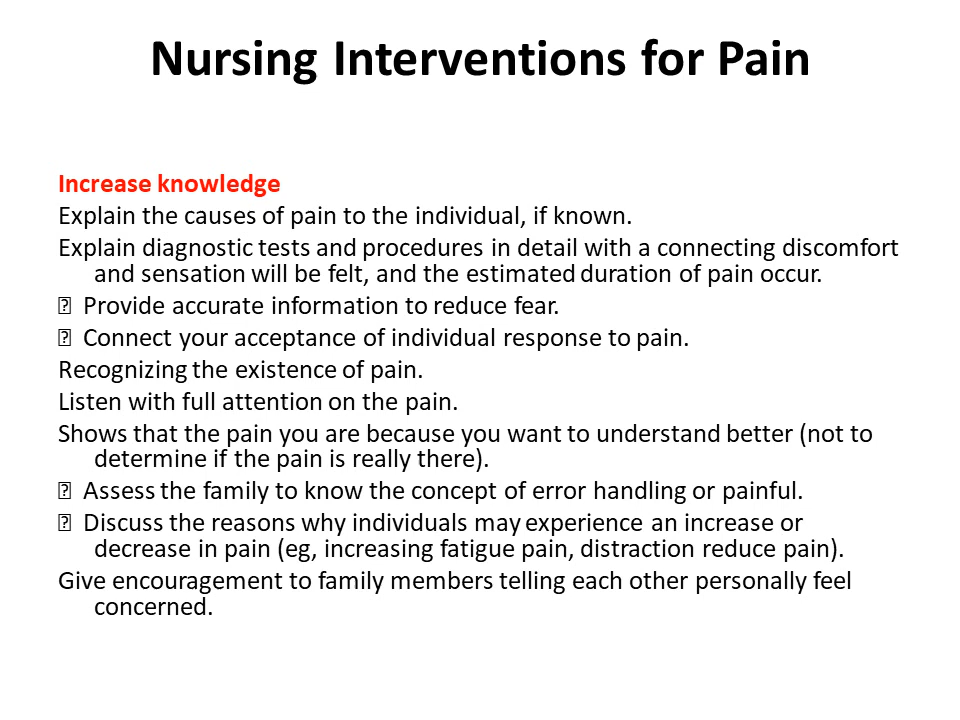 Nursing Interventions for Pain
Increase knowledge
Explain the causes of pain to the individual, if known.
Explain diagnostic tests and procedures in detail with a connecting discomfort
and sensation will be felt, and the estimated duration of pain occur.
⍰ Provide accurate information to reduce fear.
⍰ Connect your acceptance of individual response to pain.
Recognizing the existence of pain.
Listen with full attention on the pain.
Shows that the pain you are because you want to understand better (not to
determine if the pain is really there).
⍰ Assess the family to know the concept of error handling or painful.
⍰ Discuss the reasons why individuals may experience an increase or
decrease in pain (eg, increasing fatigue pain, distraction reduce pain).
Give encouragement to family members telling each other personally feel
concerned.